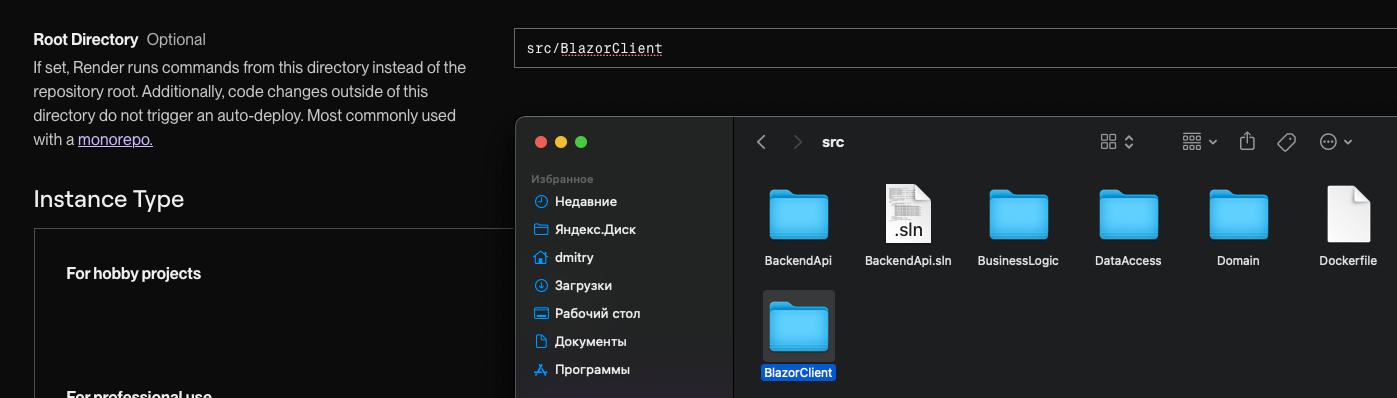 Root Directory Optional
If set, Render runs commands from this directory instead of the
repository root. Additionally, code changes outside of this
directory do not trigger an auto-deploy. Most commonly used
with a monorepo.
src/BlazorClient
Instance Type
For hobby projects
For professional use
src
Избранное
Недавние
Яндекс.Диск
dmitry
Загрузки
Рабочий стол
Документы
Программы
.sln
BackendApi BackendApi.sln BusinessLogic DataAccess Domain Dockerfile
BlazorClient